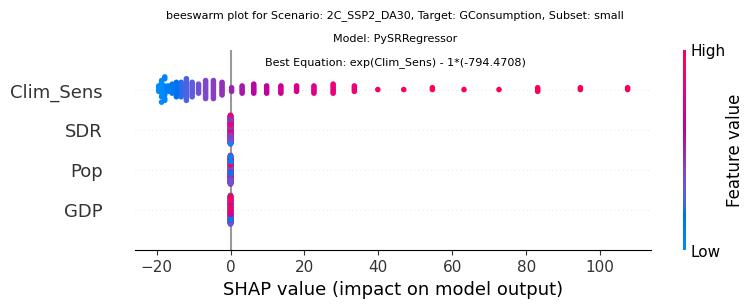 beeswarm plot for Scenario: 2C_SSP2_DA30, Target: GConsumption, Subset: small
Model: PySRRegressor
Best Equation: exp(Clim_Sens) - 1*(-794.4708)
High
Clim_Sens
SDR
Pop
GDP
Feature value
Low
−20
0
20
40
60
80
100
SHAP value (impact on model output)